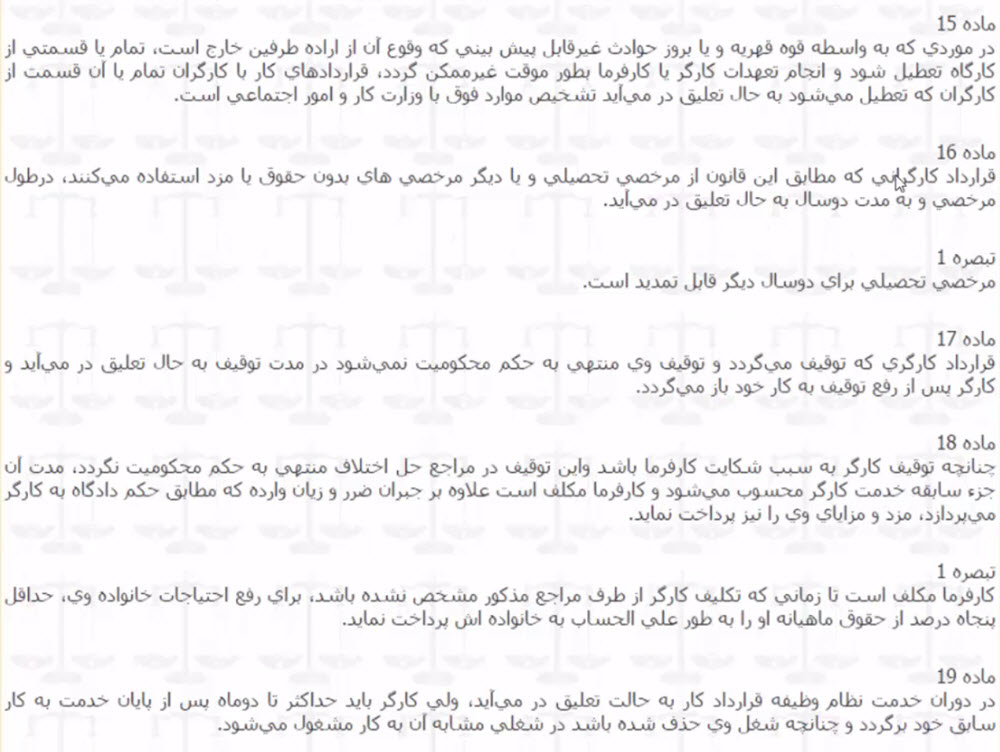 ماده 15
در موردي كه به واسطه قوه قهريه و يا بروز حوادث غيرقابل پيش بيني كه وقوع آن از اراده طرفين خارج است، تمام يا قسمتي از
كارگاه تعطيل شود و انجام تعهدات كارگر يا كارفرما بطور موقت غيرممكن گردد، قراردادهاي كار با كارگران تمام يا آن قسمت از
كارگران كه تعطيل مي‌شود به حال تعليق در مي‌آيد تشخيص موارد فوق با وزارت كار و امور اجتماعي است.
ماده 16
قرارداد كارگراني كه مطابق اين قانون از مرخصي تحصيلي و يا ديگر مرخصي هاي بدون حقوق يا مزد استفاده مي‌كنند، درطول
مرخصي و به مدت دوسال به حال تعليق در مي‌آيد.
تبصره 1
مرخصي تحصيلي براي دوسال ديگر قابل تمديد است.
ماده 17
قرارداد كارگري كه توقيف مي‌گردد و توقيف وي منتهي به حكم محكوميت نمي‌شود در مدت توقيف به حال تعليق در مي‌آيد و
كارگر پس از رفع توقيف به كار خود باز مي‌گردد.
ماده 18
چنانچه توقيف كارگر به سبب شكايت كارفرما باشد واين توقيف در مراجع حل اختلاف منتهي به حكم محكوميت نگردد، مدت آن
جزء سابقه خدمت كارگر محسوب مي‌شود و كارفرما مكلف است علاوه بر جبران ضرر و زيان وارده كه مطابق حكم دادگاه به كارگر
مي‌پردازد، مزد و مزاياي وي را نيز پرداخت نمايد.
تبصره 1
كارفرما مكلف است تا زماني كه تكليف كارگر از طرف مراجع مذكور مشخص نشده باشد، براي رفع احتياجات خانواده وي، حداقل
پنجاه درصد از حقوق ماهيانه او را به طور علي الحساب به خانواده اش پرداخت نمايد.
ماده 19
در دوران خدمت نظام وظيفه قرارداد كار به حالت تعليق در مي‌آيد، ولي كارگر بايد حداكثر تا دوماه پس از پايان خدمت به كار
سابق خود برگردد و چنانچه شغل وي حذف شده باشد در شغلي مشابه آن به كار مشغول مي‌شود.